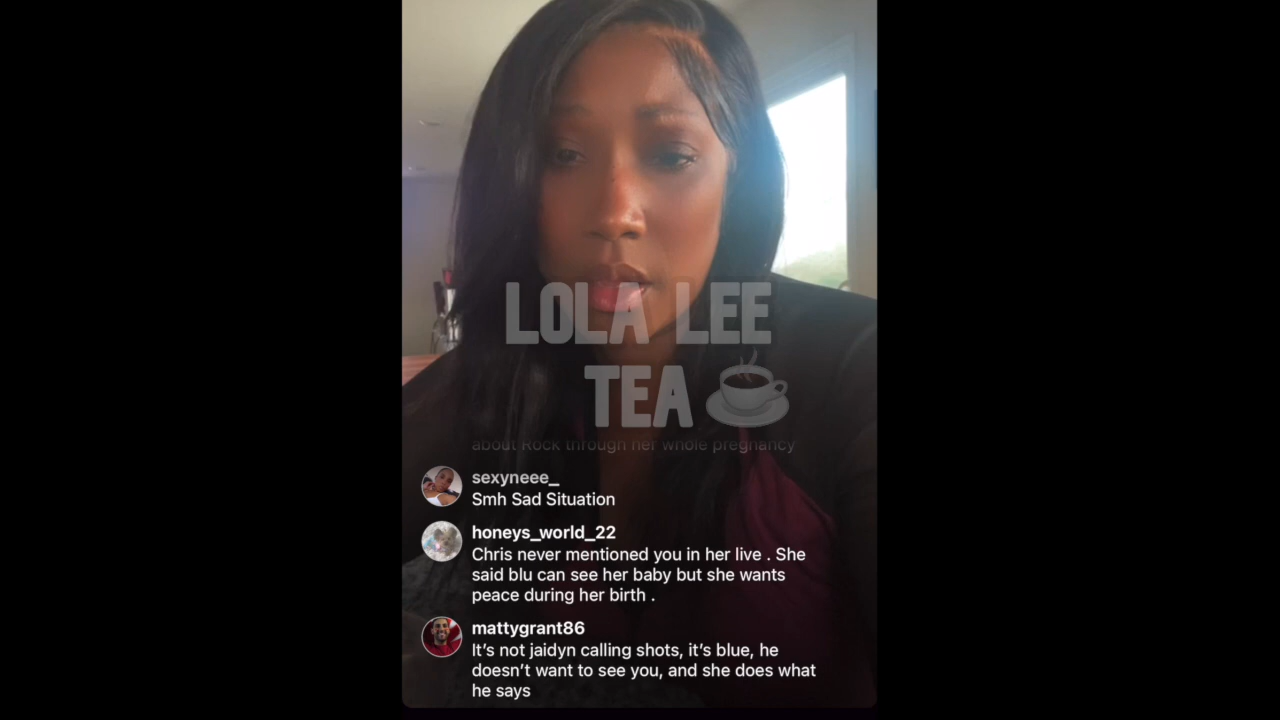 LOLA LEE
TEA
about Rock through her whole pregnancy
sexyneee_
Smh Sad Situation
honeys_world_22
Chris never mentioned you in her live . She
said blu can see her baby but she wants
peace during her birth .
mattygrant86
It’s not jaidyn calling shots, it’s blue, he
doesn’t want to see you, and she does what
he says